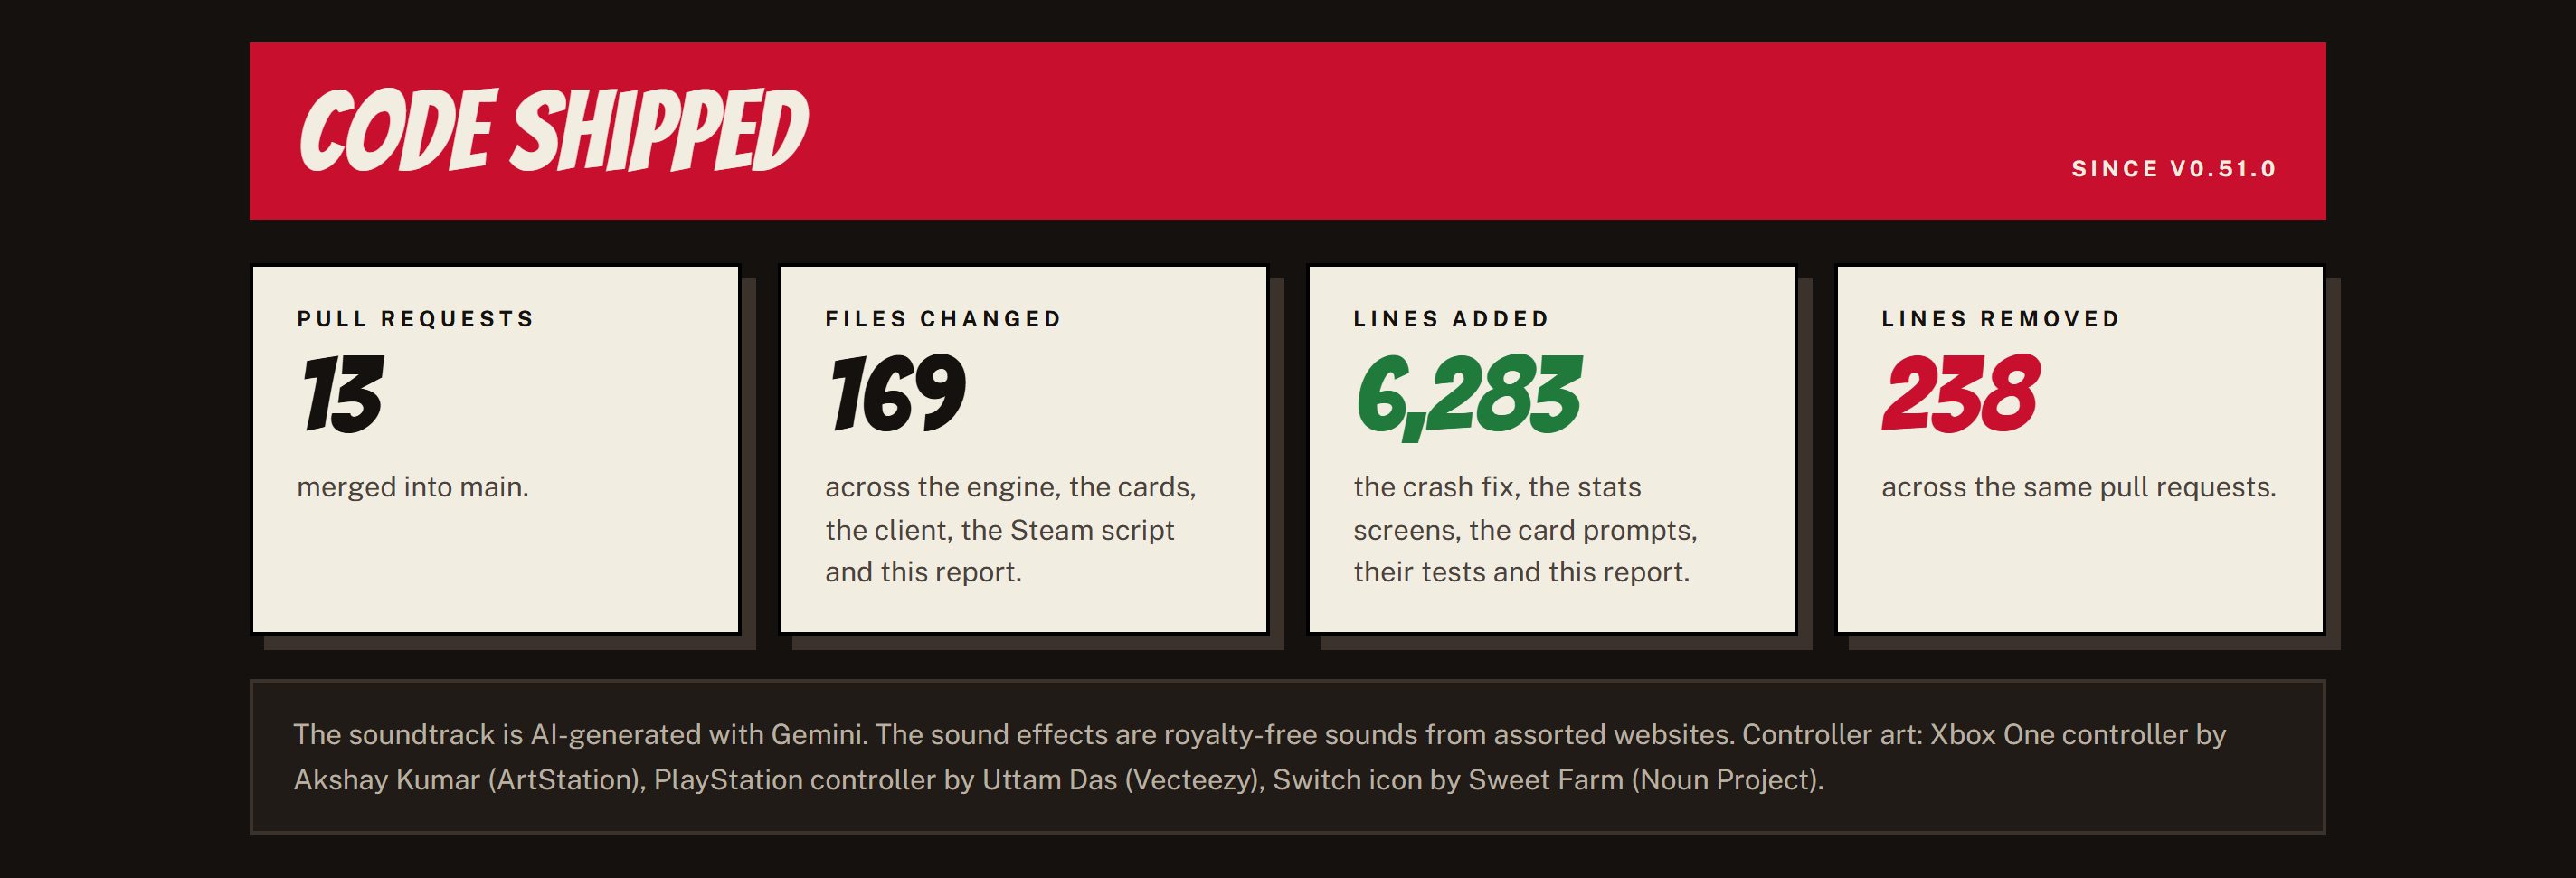 CODE SHIPPED
SINCE V0.51.0
PULL REQUESTS
13
merged into main.
FILES CHANGED
169
across the engine, the cards,
the client, the Steam script
and this report.
LINES ADDED
6,283
the crash fix, the stats
screens, the card prompts,
their tests and this report.
LINES REMOVED
238
across the same pull requests.
The soundtrack is AI-generated with Gemini. The sound effects are royalty-free sounds from assorted websites. Controller art: Xbox One controller by
Akshay Kumar (ArtStation), PlayStation controller by Uttam Das (Vecteezy), Switch icon by Sweet Farm (Noun Project).